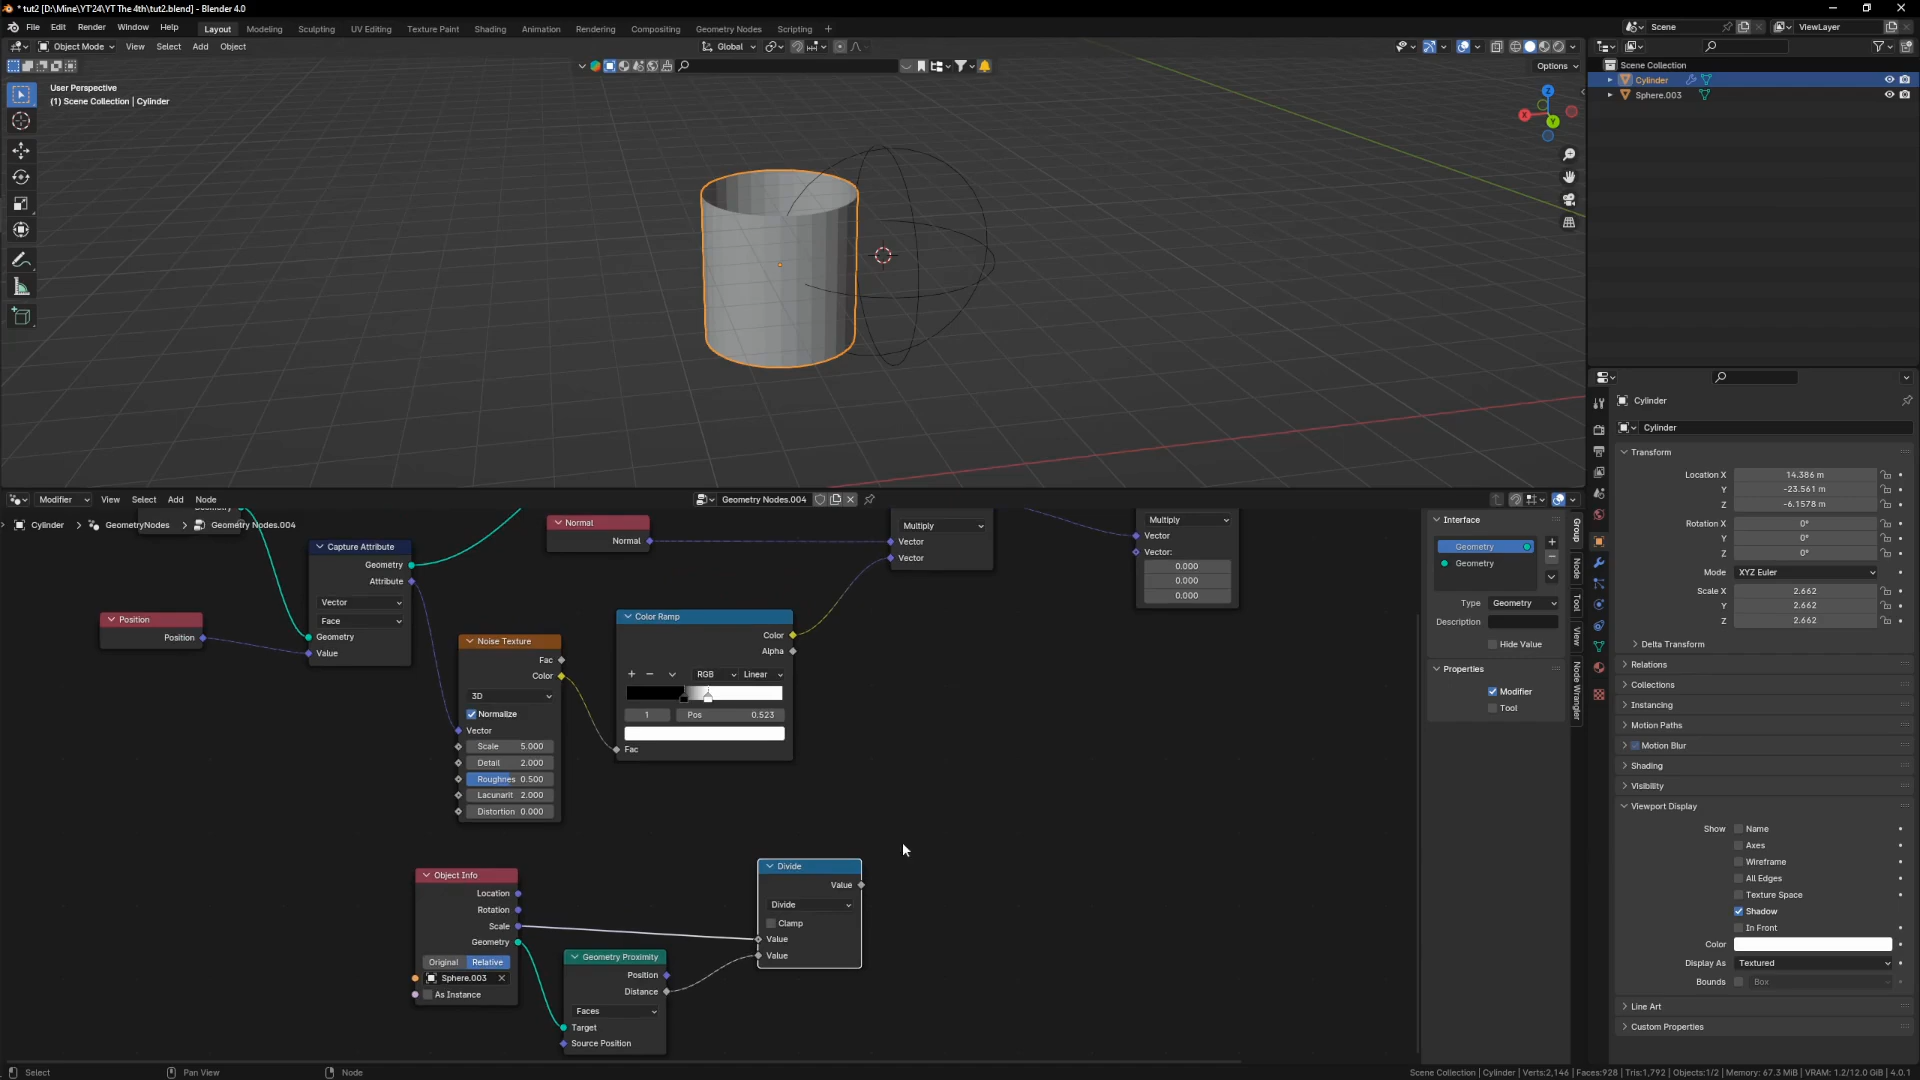 * tut2 [D:\Mine\YT'24\YT The 4th\tut2.blend] - Blender 4.0
File Edit Render Window Help Layout Modeling Sculpting UV Editing Texture Paint Shading Animation Rendering Compositing Geometry Nodes Scripting + Scene ViewLayer
Object Mode View Select Add Object Global
Options
User Perspective
(1) Scene Collection | Cylinder
Z
X
Y
Scene Collection
Cylinder
Sphere.003
Modifier View Select Add Node Geometry Nodes.004
Cylinder GeometryNodes Geometry Nodes.004
Capture Attribute
Geometry
Attribute
Vector
Face
Geometry
Value
Position
Position
Normal
Normal
Multiply
Vector
Vector
Multiply
Vector
Vector:
0.000
0.000
0.000
Noise Texture
Fac
Color
3D
Normalize
Vector
Scale 5.000
Detail 2.000
Roughnes 0.500
Lacunarit 2.000
Distortion 0.000
Color Ramp
Color
Alpha
RGB Linear
1 Pos 0.523
Fac
Object Info
Location
Rotation
Scale
Geometry
Original Relative
Sphere.003
As Instance
Geometry Proximity
Position
Distance
Faces
Target
Source Position
Divide
Value
Divide
Clamp
Value
Value
Interface
Geometry
Geometry
Type Geometry
Description
Hide Value
Properties
Modifier
Tool
Group
Node
Tool
View
Node Wrangler
Cylinder
Cylinder
Transform
Location X 14.386 m
Y -23.561 m
Z -6.1578 m
Rotation X 0°
Y 0°
Z 0°
Mode XYZ Euler
Scale X 2.662
Y 2.662
Z 2.662
Delta Transform
Relations
Collections
Instancing
Motion Paths
Motion Blur
Shading
Visibility
Viewport Display
Show Name
Axes
Wireframe
All Edges
Texture Space
Shadow
In Front
Color
Display As Textured
Bounds Box
Line Art
Custom Properties
Select Pan View Node Scene Collection | Cylinder | Verts:2,146 | Faces:928 | Tris:1,792 | Objects:1/2 | Memory: 67.3 MiB | VRAM: 1.2/12.0 GiB | 4.0.1